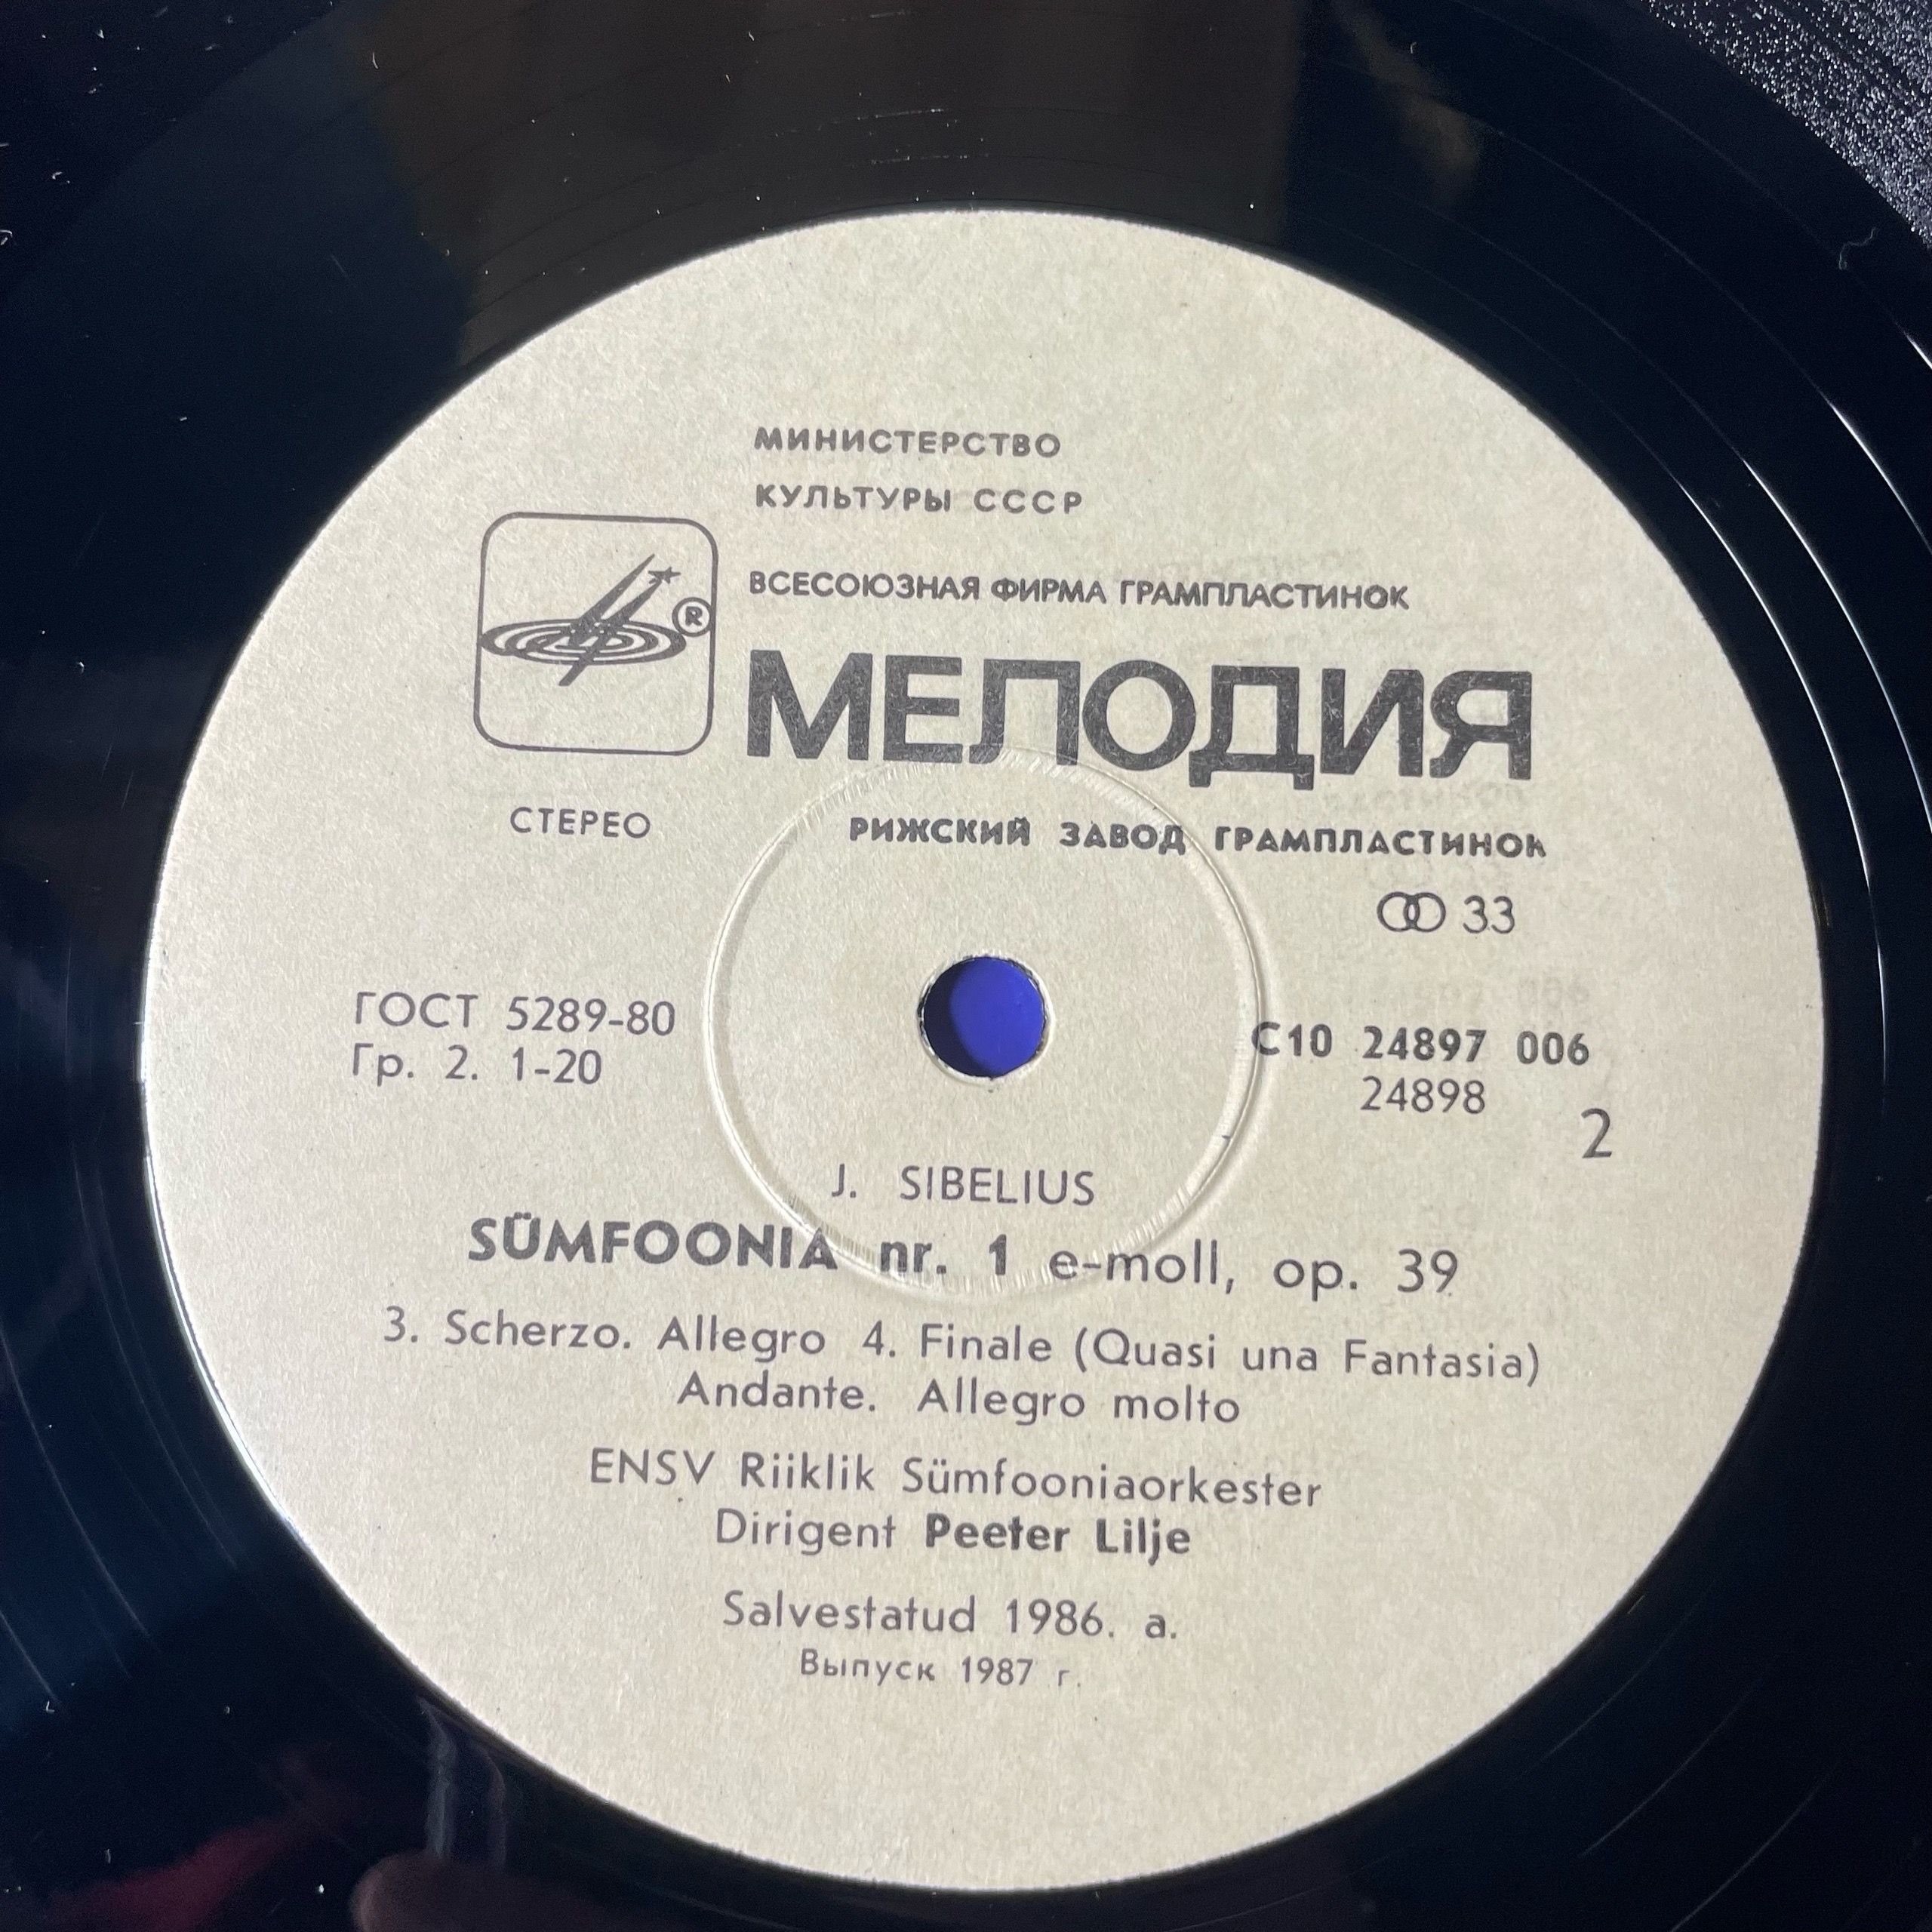 МИНИСТЕРСТВО
КУЛЬТУРЫ СССР
ВСЕСОЮЗНАЯ ФИРМА ГРАМПЛАСТИНОК
®
МЕЛОДИЯ
СТЕРЕО
РИЖСКИЙ ЗАВОД ГРАМПЛАСТИНОК
33
ГОСТ 5289-80
Гр. 2. 1-20
С10 24897 006
24898
2
J. SIBELIUS
SÜMFOONIA nr. 1 e-moll, op. 39
3. Scherzo. Allegro 4. Finale (Quasi una Fantasia)
Andante. Allegro molto
ENSV Riiklik Sümfooniaorkester
Dirigent Peeter Lilje
Salvestatud 1986. a.
Выпуск 1987 г.